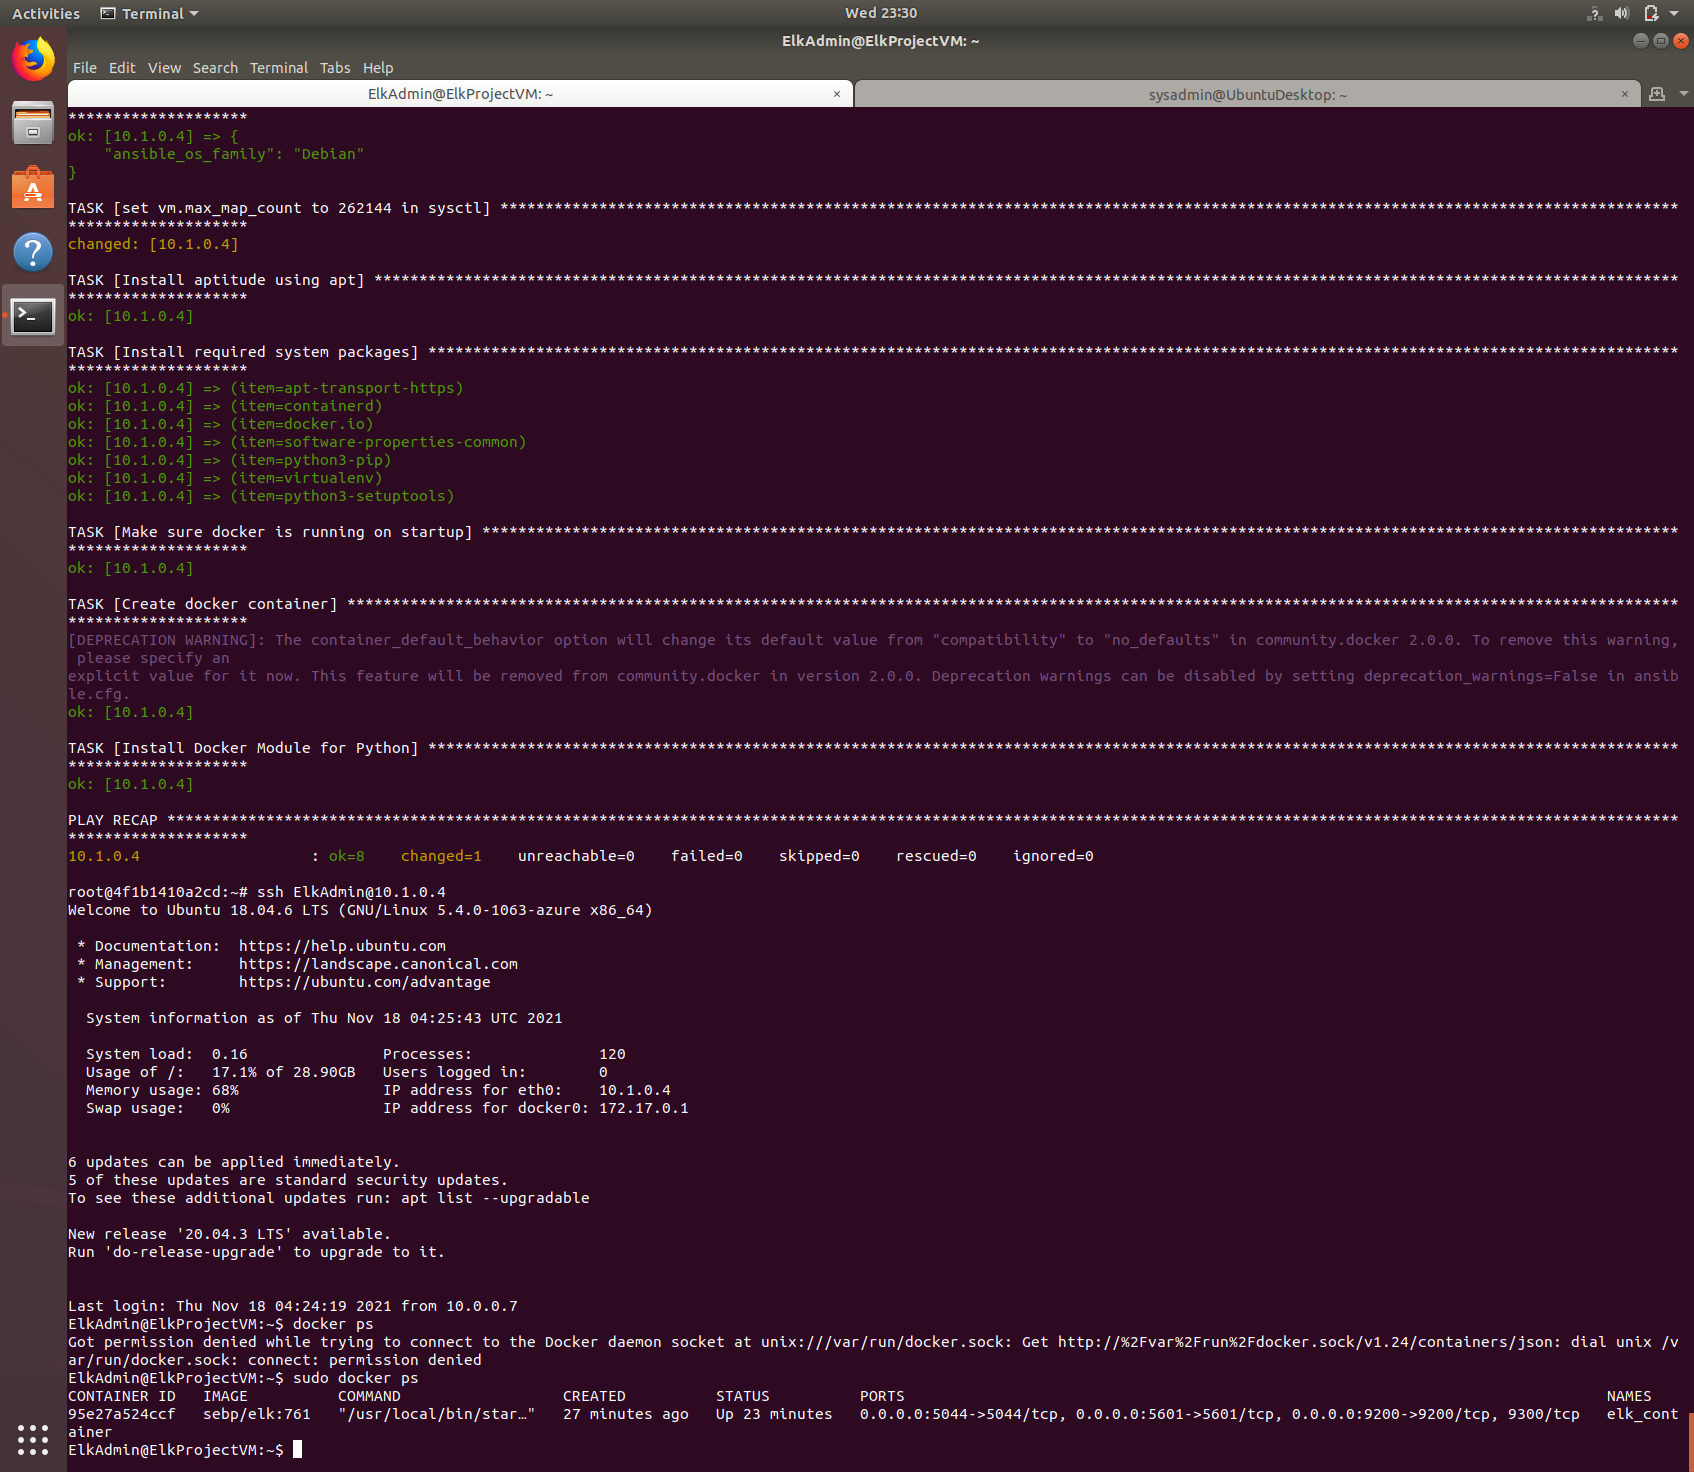 Activities Terminal Wed 23:30
ElkAdmin@ElkProjectVM: ~
File Edit View Search Terminal Tabs Help
ElkAdmin@ElkProjectVM: ~ × sysadmin@UbuntuDesktop: ~ ×
********************
ok: [10.1.0.4] => {
    "ansible_os_family": "Debian"
}
TASK [set vm.max_map_count to 262144 in sysctl] ***********************************************************************************************************************************
********************
changed: [10.1.0.4]
TASK [Install aptitude using apt] *************************************************************************************************************************************************
********************
ok: [10.1.0.4]
TASK [Install required system packages] *******************************************************************************************************************************************
********************
ok: [10.1.0.4] => (item=apt-transport-https)
ok: [10.1.0.4] => (item=containerd)
ok: [10.1.0.4] => (item=docker.io)
ok: [10.1.0.4] => (item=software-properties-common)
ok: [10.1.0.4] => (item=python3-pip)
ok: [10.1.0.4] => (item=virtualenv)
ok: [10.1.0.4] => (item=python3-setuptools)
TASK [Make sure docker is running on startup] *************************************************************************************************************************************
********************
ok: [10.1.0.4]
TASK [Create docker container] ****************************************************************************************************************************************************
********************
[DEPRECATION WARNING]: The container_default_behavior option will change its default value from "compatibility" to "no_defaults" in community.docker 2.0.0. To remove this warning,
 please specify an
explicit value for it now. This feature will be removed from community.docker in version 2.0.0. Deprecation warnings can be disabled by setting deprecation_warnings=False in ansib
le.cfg.
ok: [10.1.0.4]
TASK [Install Docker Module for Python] *******************************************************************************************************************************************
********************
ok: [10.1.0.4]
PLAY RECAP ************************************************************************************************************************************************************************
********************
10.1.0.4                   : ok=8    changed=1    unreachable=0    failed=0    skipped=0    rescued=0    ignored=0
root@4f1b1410a2cd:~# ssh ElkAdmin@10.1.0.4
Welcome to Ubuntu 18.04.6 LTS (GNU/Linux 5.4.0-1063-azure x86_64)
 * Documentation:  https://help.ubuntu.com
 * Management:     https://landscape.canonical.com
 * Support:        https://ubuntu.com/advantage
  System information as of Thu Nov 18 04:25:43 UTC 2021
  System load:  0.16               Processes:              120
  Usage of /:   17.1% of 28.90GB   Users logged in:        0
  Memory usage: 68%                IP address for eth0:    10.1.0.4
  Swap usage:   0%                 IP address for docker0: 172.17.0.1
6 updates can be applied immediately.
5 of these updates are standard security updates.
To see these additional updates run: apt list --upgradable
New release '20.04.3 LTS' available.
Run 'do-release-upgrade' to upgrade to it.
Last login: Thu Nov 18 04:24:19 2021 from 10.0.0.7
ElkAdmin@ElkProjectVM:~$ docker ps
Got permission denied while trying to connect to the Docker daemon socket at unix:///var/run/docker.sock: Get http://%2Fvar%2Frun%2Fdocker.sock/v1.24/containers/json: dial unix /v
ar/run/docker.sock: connect: permission denied
ElkAdmin@ElkProjectVM:~$ sudo docker ps
CONTAINER ID   IMAGE          COMMAND                  CREATED          STATUS          PORTS                                                                              NAMES
95e27a524ccf   sebp/elk:761   "/usr/local/bin/star…"   27 minutes ago   Up 23 minutes   0.0.0.0:5044->5044/tcp, 0.0.0.0:5601->5601/tcp, 0.0.0.0:9200->9200/tcp, 9300/tcp   elk_cont
ainer
ElkAdmin@ElkProjectVM:~$